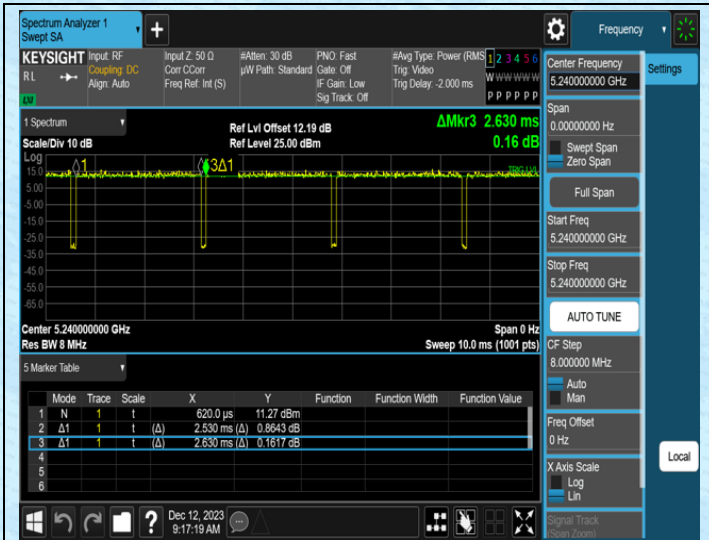 Spectrum Analyzer 1
Swept SA
+
Frequency
KEYSIGHT Input: RF Input Z: 50 Ω #Atten: 30 dB PNO: Fast #Avg Type: Power (RMS 1 2 3 4 5 6
RL Coupling: DC Corr CCorr µW Path: Standard Gate: Off Trig: Video W W W W W W
Align: Auto Freq Ref: Int (S) IF Gain: Low Trig Delay: -2.000 ms
Sig Track: Off P P P P P P
LXI
1 Spectrum
Scale/Div 10 dB
Ref Lvl Offset 12.19 dB
Ref Level 25.00 dBm
ΔMkr3 2.630 ms
0.16 dB
Log
15.0
5.00
-5.00
-15.0
-25.0
-35.0
-45.0
-55.0
-65.0
1
3Δ1
TRIG LVL
Center 5.240000000 GHz Span 0 Hz
Res BW 8 MHz Sweep 10.0 ms (1001 pts)
5 Marker Table
Mode Trace Scale X Y Function Function Width Function Value
1 N 1 t 620.0 µs 11.27 dBm
2 Δ1 1 t (Δ) 2.530 ms (Δ) 0.8643 dB
3 Δ1 1 t (Δ) 2.630 ms (Δ) 0.1617 dB
4
5
6
?
Dec 12, 2023
9:17:19 AM
Center Frequency
5.240000000 GHz
Settings
Span
0.00000000 Hz
Swept Span
Zero Span
Full Span
Start Freq
5.240000000 GHz
Stop Freq
5.240000000 GHz
AUTO TUNE
CF Step
8.000000 MHz
Auto
Man
Freq Offset
0 Hz
Local
X Axis Scale
Log
Lin
Signal Track
(Span Zoom)